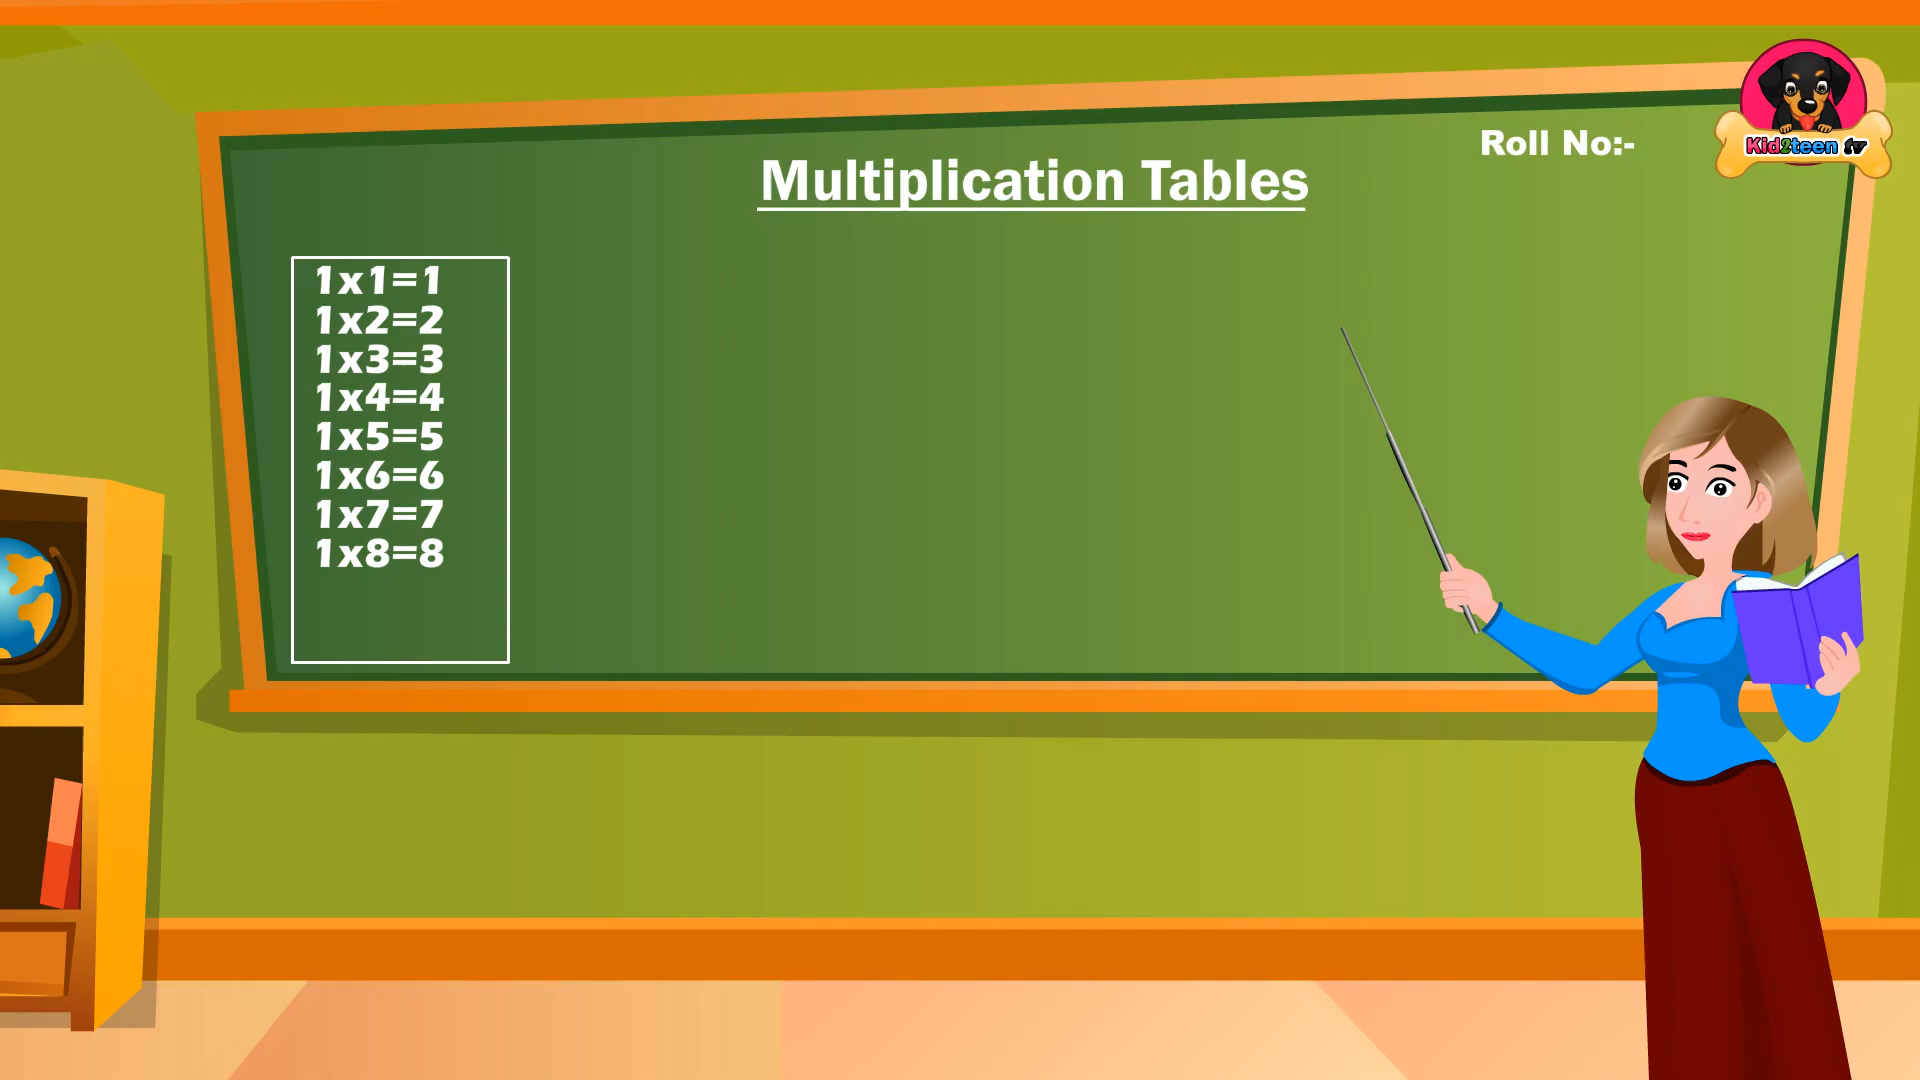 Kid2teen tv
Roll No:-
Multiplication Tables
1x1=1
1x2=2
1x3=3
1x4=4
1x5=5
1x6=6
1x7=7
1x8=8